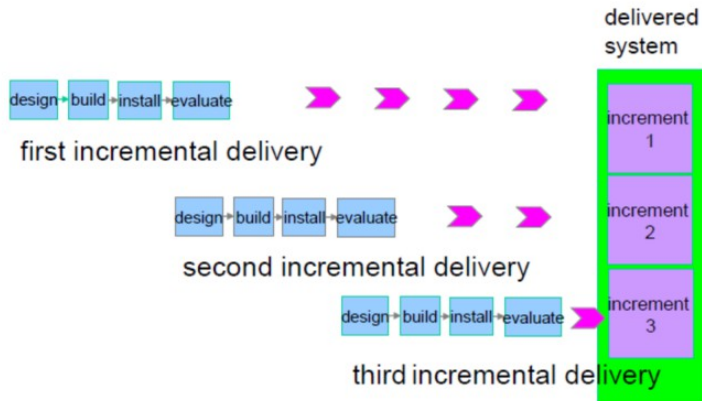 delivered
system
design build install evaluate
increment
1
first incremental delivery
design build install evaluate
increment
2
second incremental delivery
design build install evaluate
increment
3
third incremental delivery